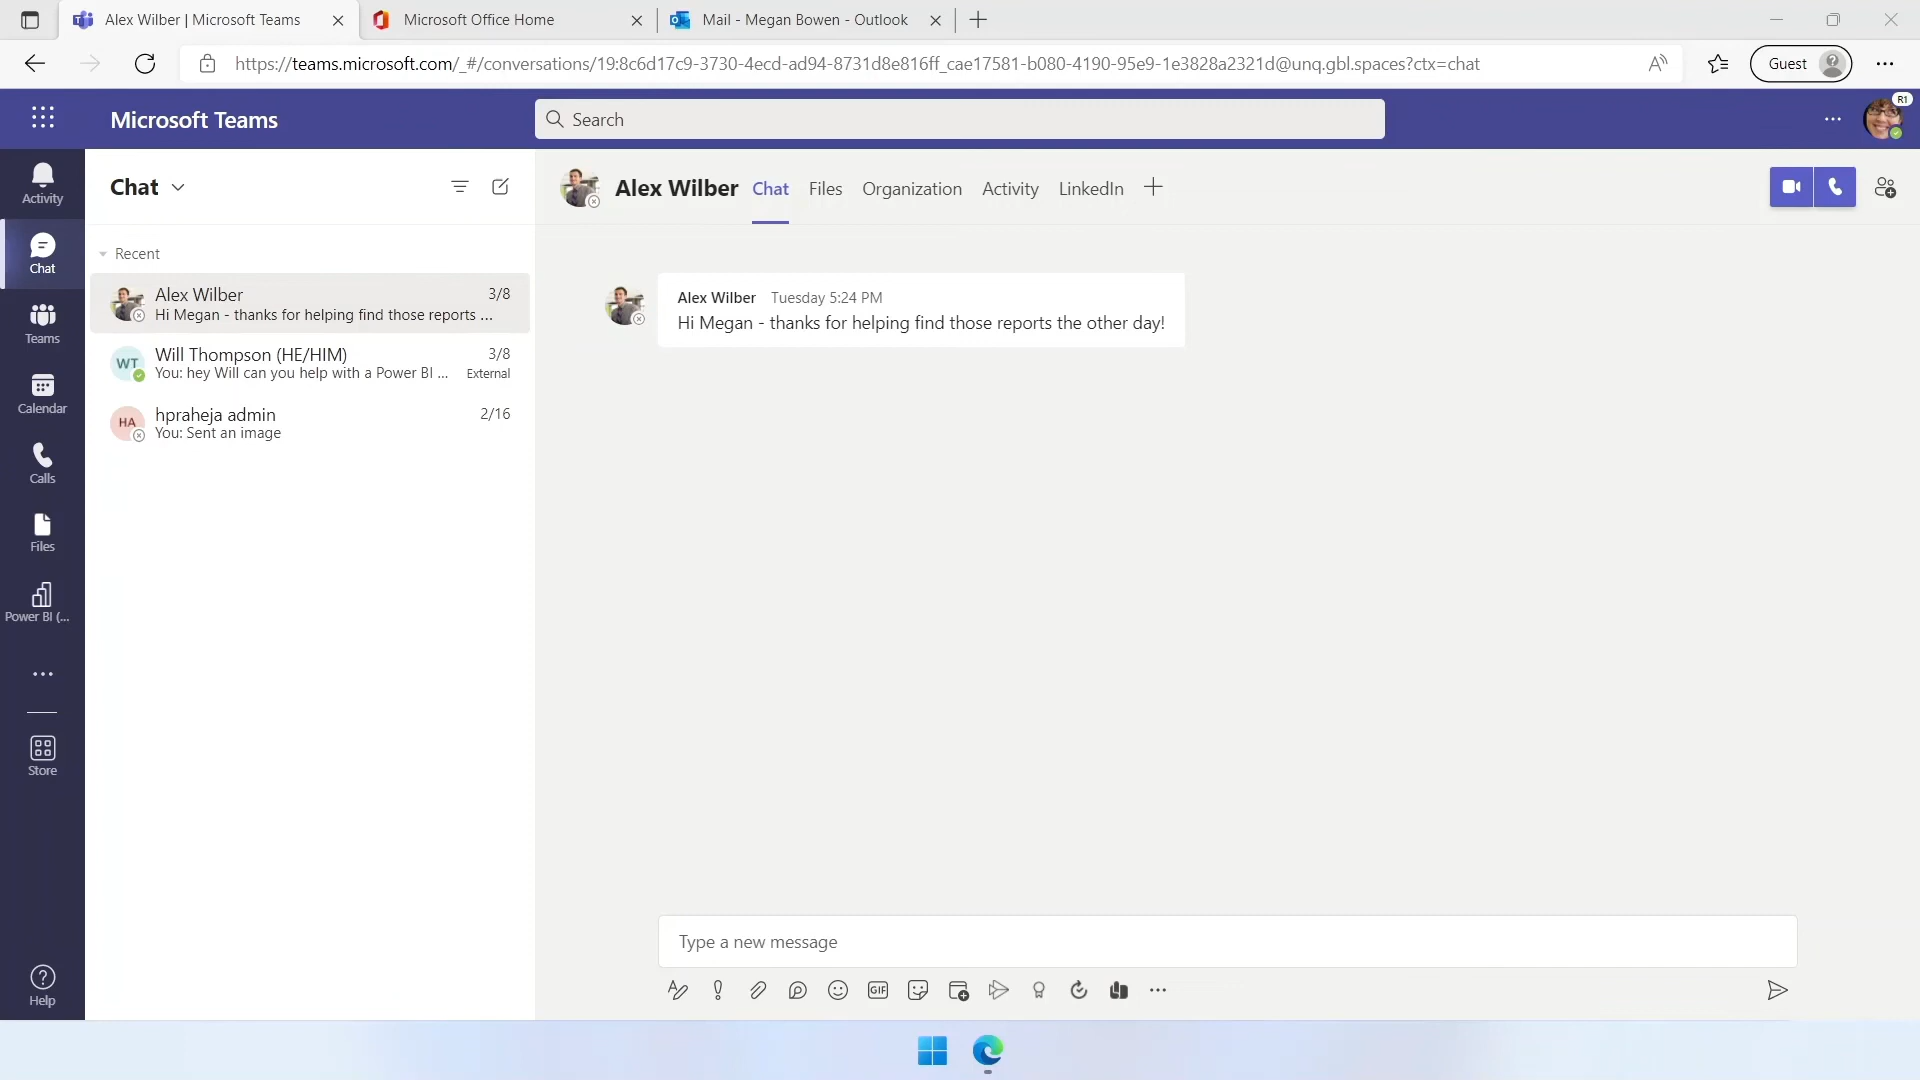 Alex Wilber | Microsoft Teams
Microsoft Office Home
Mail - Megan Bowen - Outlook
https://teams.microsoft.com/_#/conversations/19:8c6d17c9-3730-4ecd-ad94-8731d8e816ff_cae17581-b080-4190-95e9-1e3828a2321d@unq.gbl.spaces?ctx=chat
Guest
Microsoft Teams
Search
R1
Activity
Chat
Teams
Calendar
Calls
Files
Power BI (...
Store
Help
Chat
Recent
Alex Wilber 3/8
Hi Megan - thanks for helping find those reports ...
WT
Will Thompson (HE/HIM) 3/8
You: hey Will can you help with a Power BI ... External
HA
hpraheja admin 2/16
You: Sent an image
Alex Wilber Chat Files Organization Activity LinkedIn
Alex Wilber Tuesday 5:24 PM
Hi Megan - thanks for helping find those reports the other day!
Type a new message
GIF